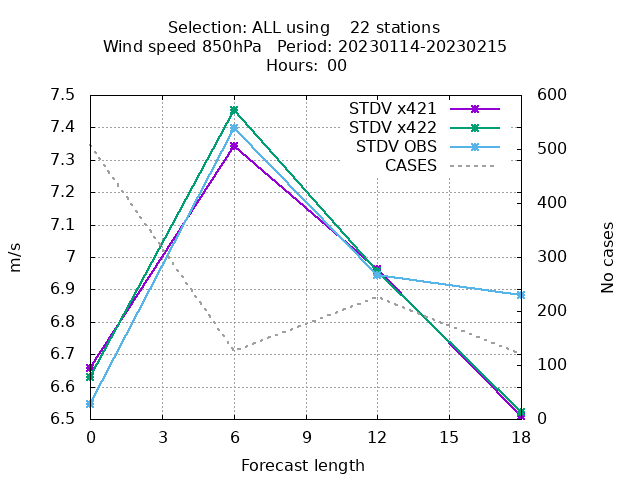 Selection: ALL using    22 stations
Wind speed 850hPa   Period: 20230114-20230215
Hours:  00
STDV x421
STDV x422
STDV OBS
CASES
7.5
7.4
7.3
7.2
7.1
7
6.9
6.8
6.7
6.6
6.5
m/s
600
500
400
300
200
100
0
No cases
0 3 6 9 12 15 18
Forecast length